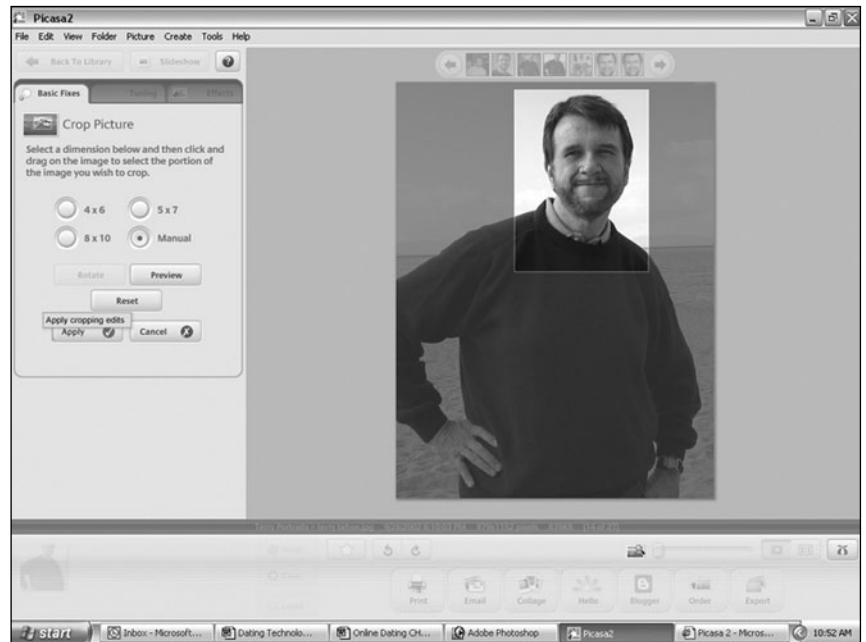 Picasa2
File Edit View Folder Picture Create Tools Help
Back To Library Slideshow ?
Basic Fixes Tuning Effects
Crop Picture
Select a dimension below and then click and
drag on the image to select the portion of
the image you wish to crop.
4 x 6 5 x 7
8 x 10 Manual
Rotate Preview
Reset
Apply cropping edits
Apply Cancel
Print Email Collage Hello Blogger Order Export
start Inbox - Microsoft... Dating Technolo... Online Dating CH... Adobe Photoshop Picasa2 Picasa 2 - Micros... 10:52 AM